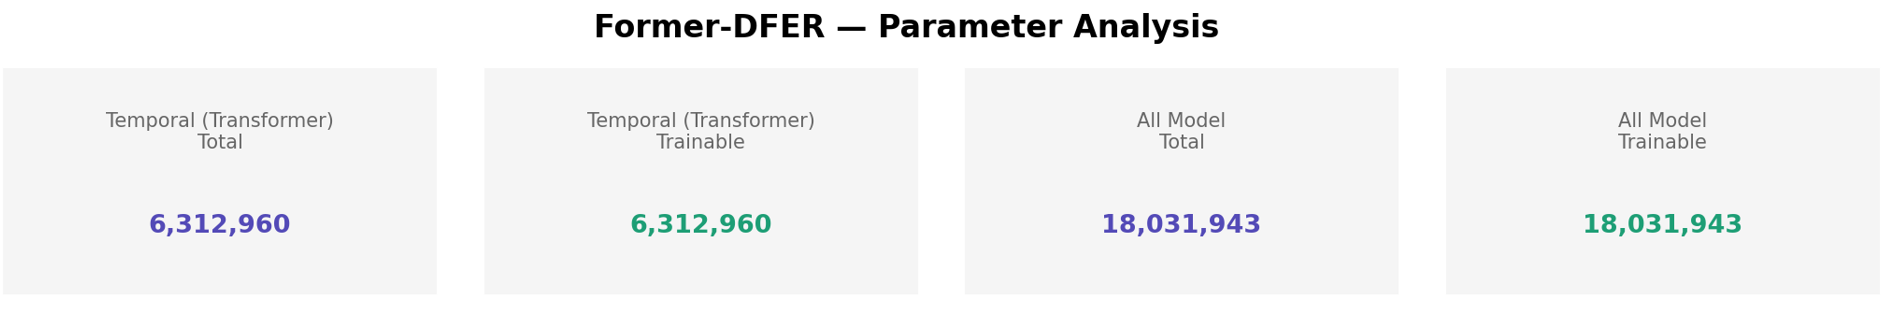 Former-DFER — Parameter Analysis
Temporal (Transformer)
Total
6,312,960
Temporal (Transformer)
Trainable
6,312,960
All Model
Total
18,031,943
All Model
Trainable
18,031,943